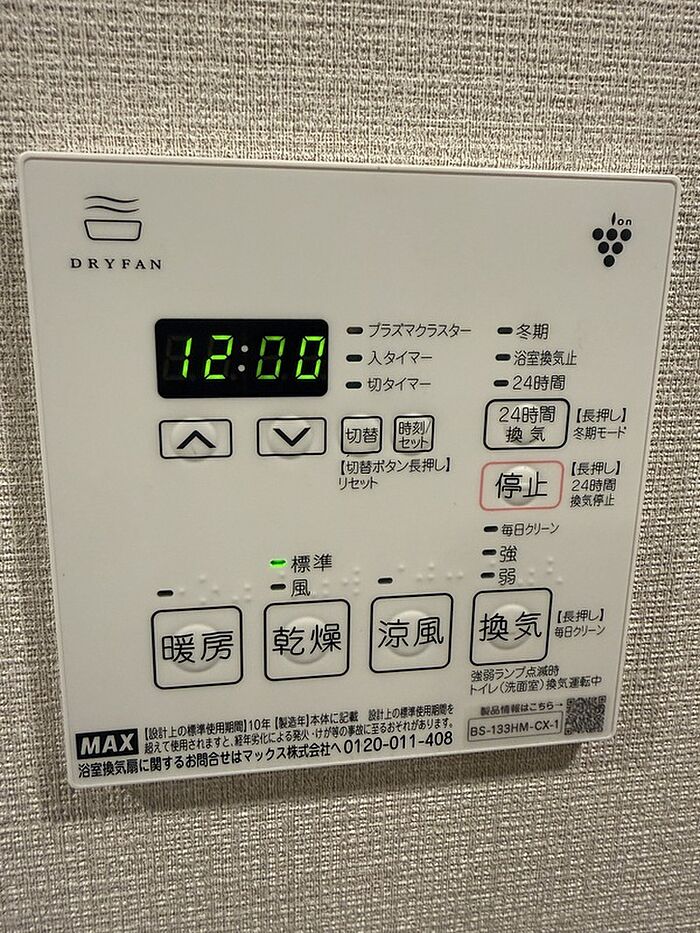 DRYFAN
ion
12:00
プラズマクラスター
入タイマー
切タイマー
冬期
浴室換気止
24時間
切替
時刻/
セット
【切替ボタン長押し】
リセット
24時間
換気
【長押し】
冬期モード
停止
【長押し】
24時間
換気停止
毎日クリーン
強
弱
標準
風
暖房
乾燥
涼風
換気
【長押し】
毎日クリーン
強弱ランプ点滅時
トイレ(洗面室)換気運転中
MAX
【設計上の標準使用期間】10年【製造年】本体に記載 設計上の標準使用期間を
超えて使用されますと、経年劣化による発火・けが等の事故に至るおそれがあります。
浴室換気扇に関するお問合せはマックス株式会社へ 0120-011-408
製品情報はこちら→
BS-133HM-CX-1